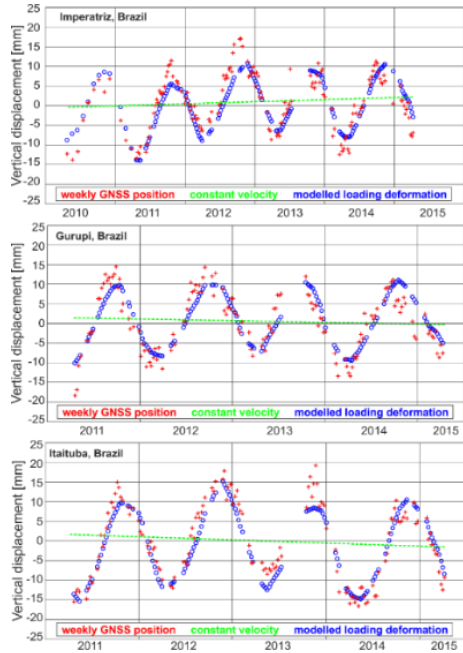 Imperatriz, Brazil
Vertical displacement [mm]
25
20
15
10
5
0
-5
-10
-15
-20
-25
weekly GNSS position constant velocity modelled loading deformation
2010 2011 2012 2013 2014 2015
Gurupi, Brazil
Vertical displacement [mm]
25
20
15
10
5
0
-5
-10
-15
-20
-25
weekly GNSS position constant velocity modelled loading deformation
2011 2012 2013 2014 2015
Itaituba, Brazil
Vertical displacement [mm]
25
20
15
10
5
0
-5
-10
-15
-20
-25
weekly GNSS position constant velocity modelled loading deformation
2011 2012 2013 2014 2015